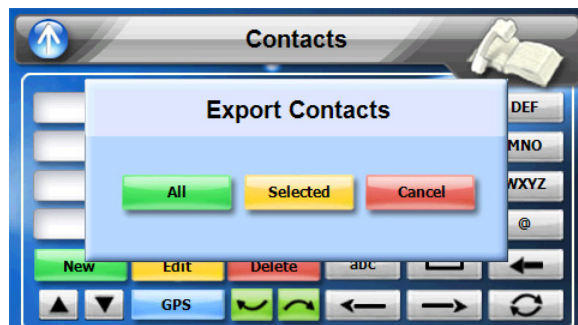 Contacts
Export Contacts
DEF
MNO
WXYZ
All Selected Cancel
@
New Edit Delete abc
GPS